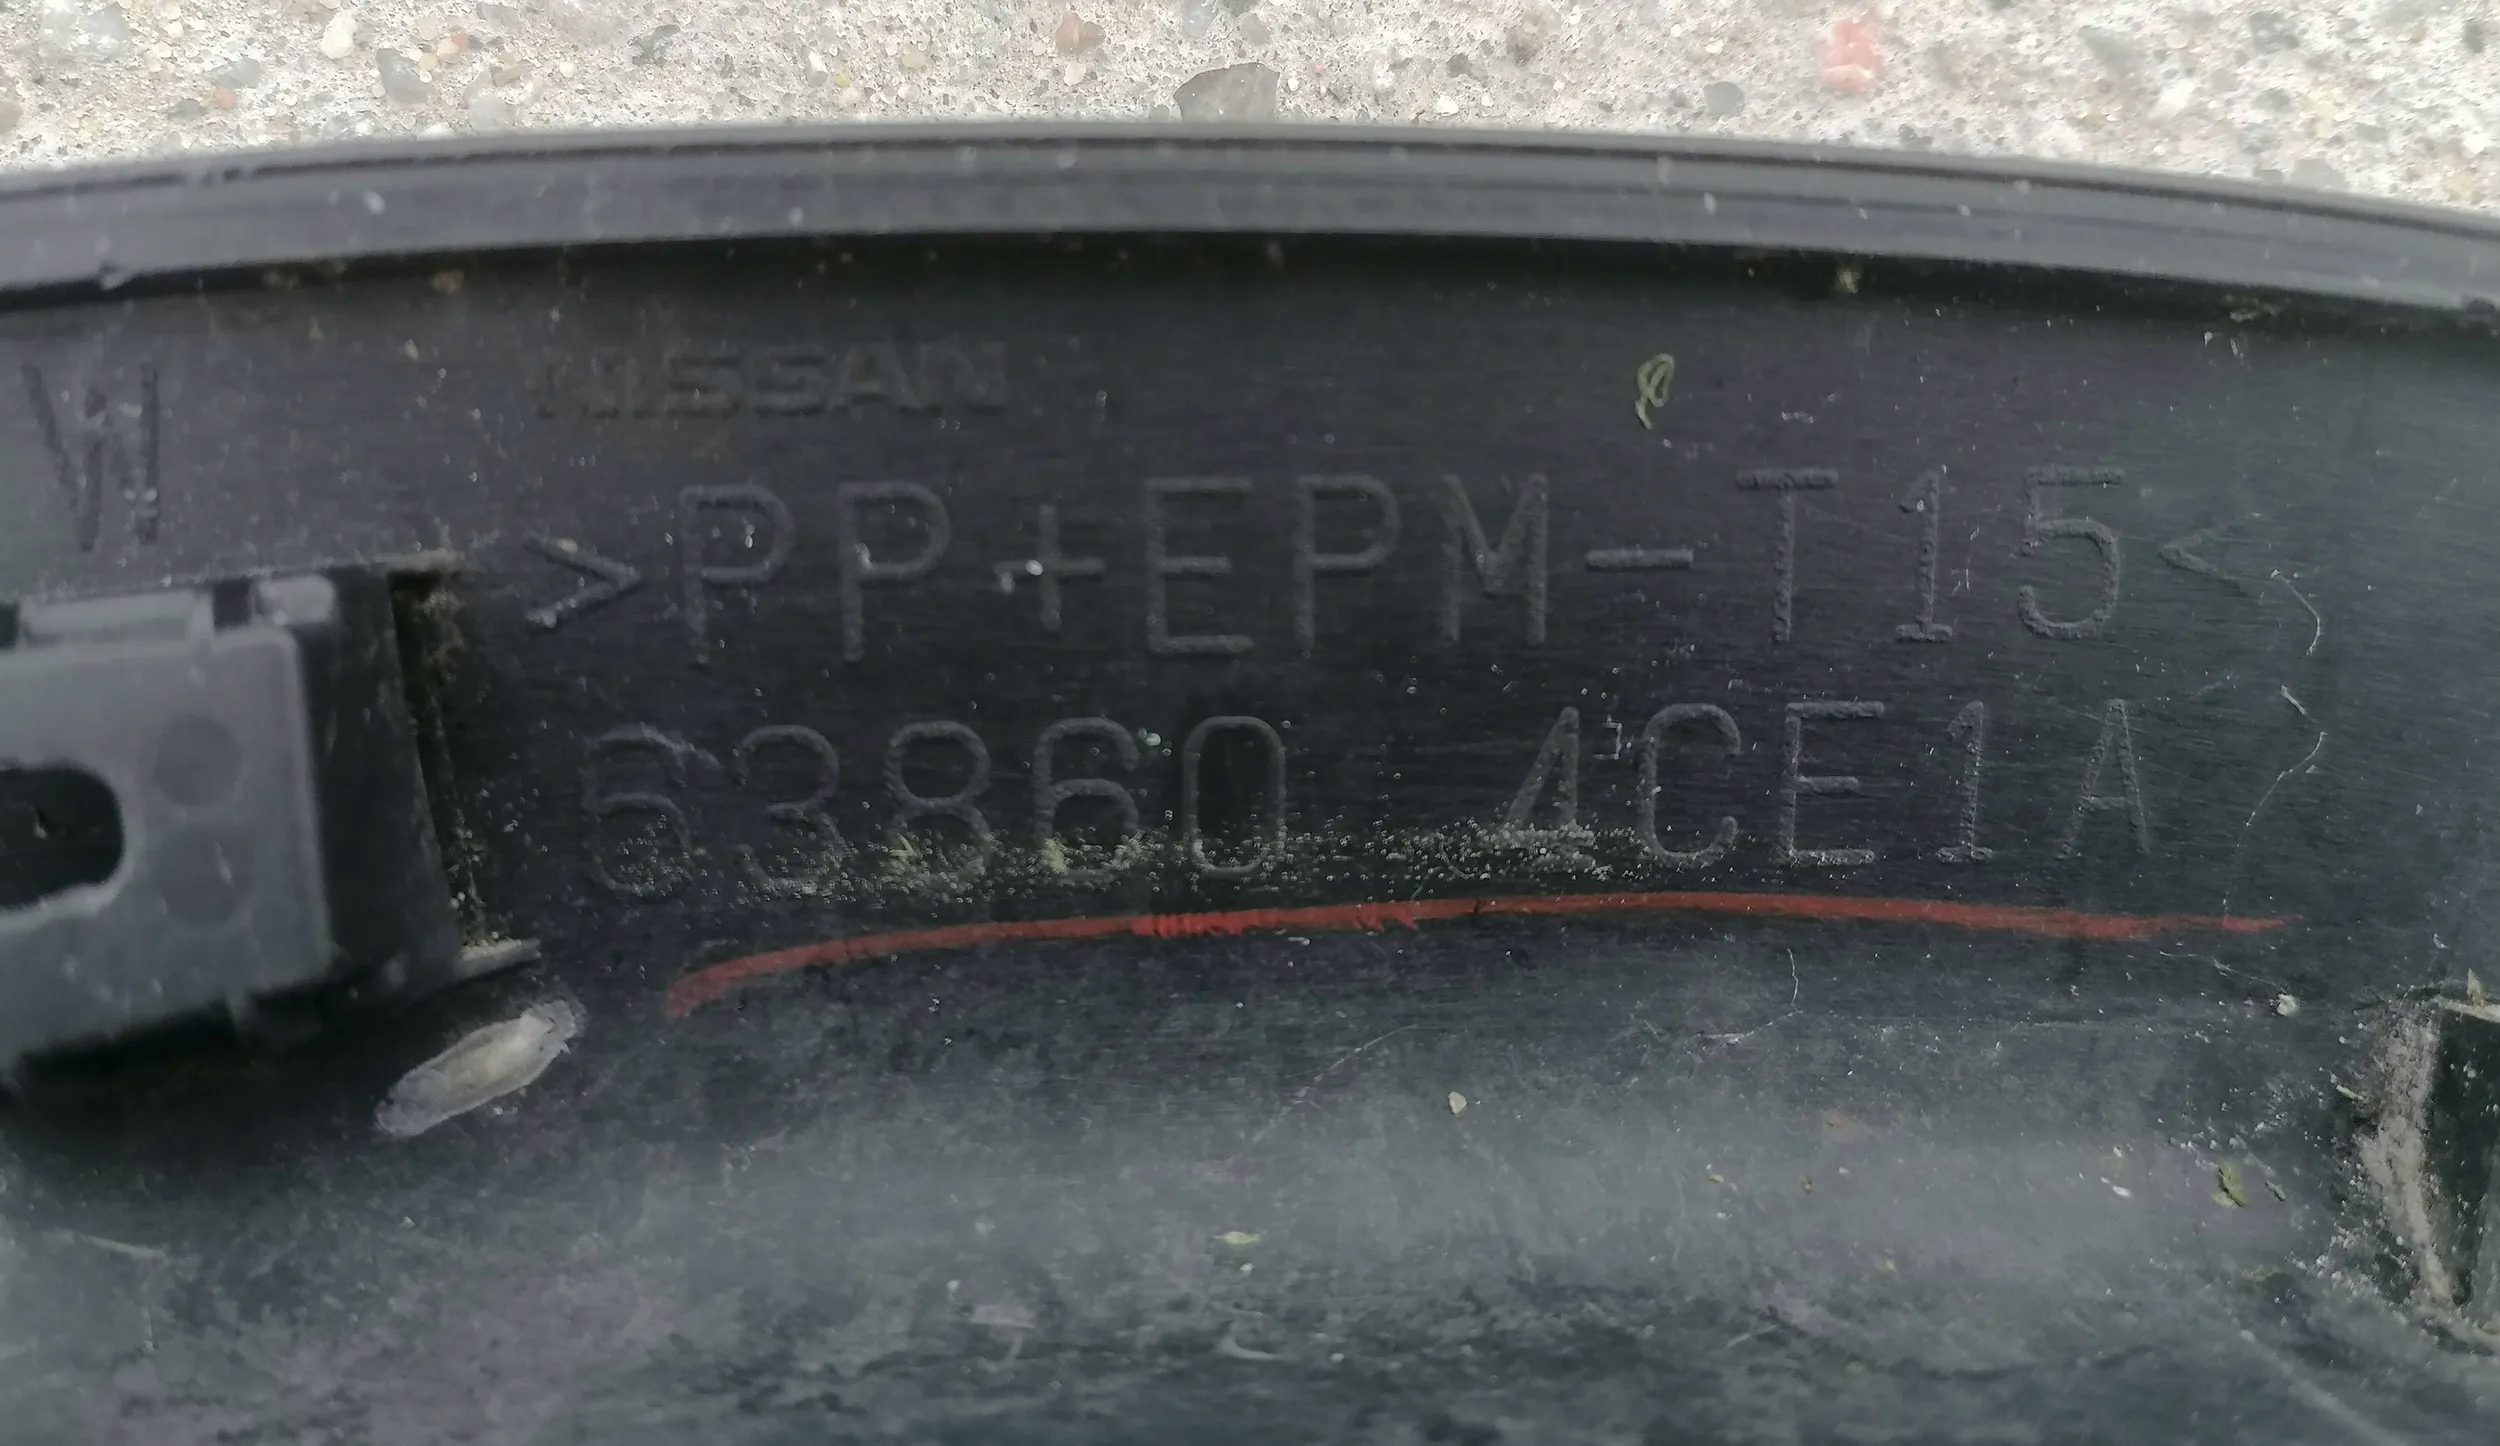 W
NISSAN
>PP+EPM-T15<
63860 4CE1A